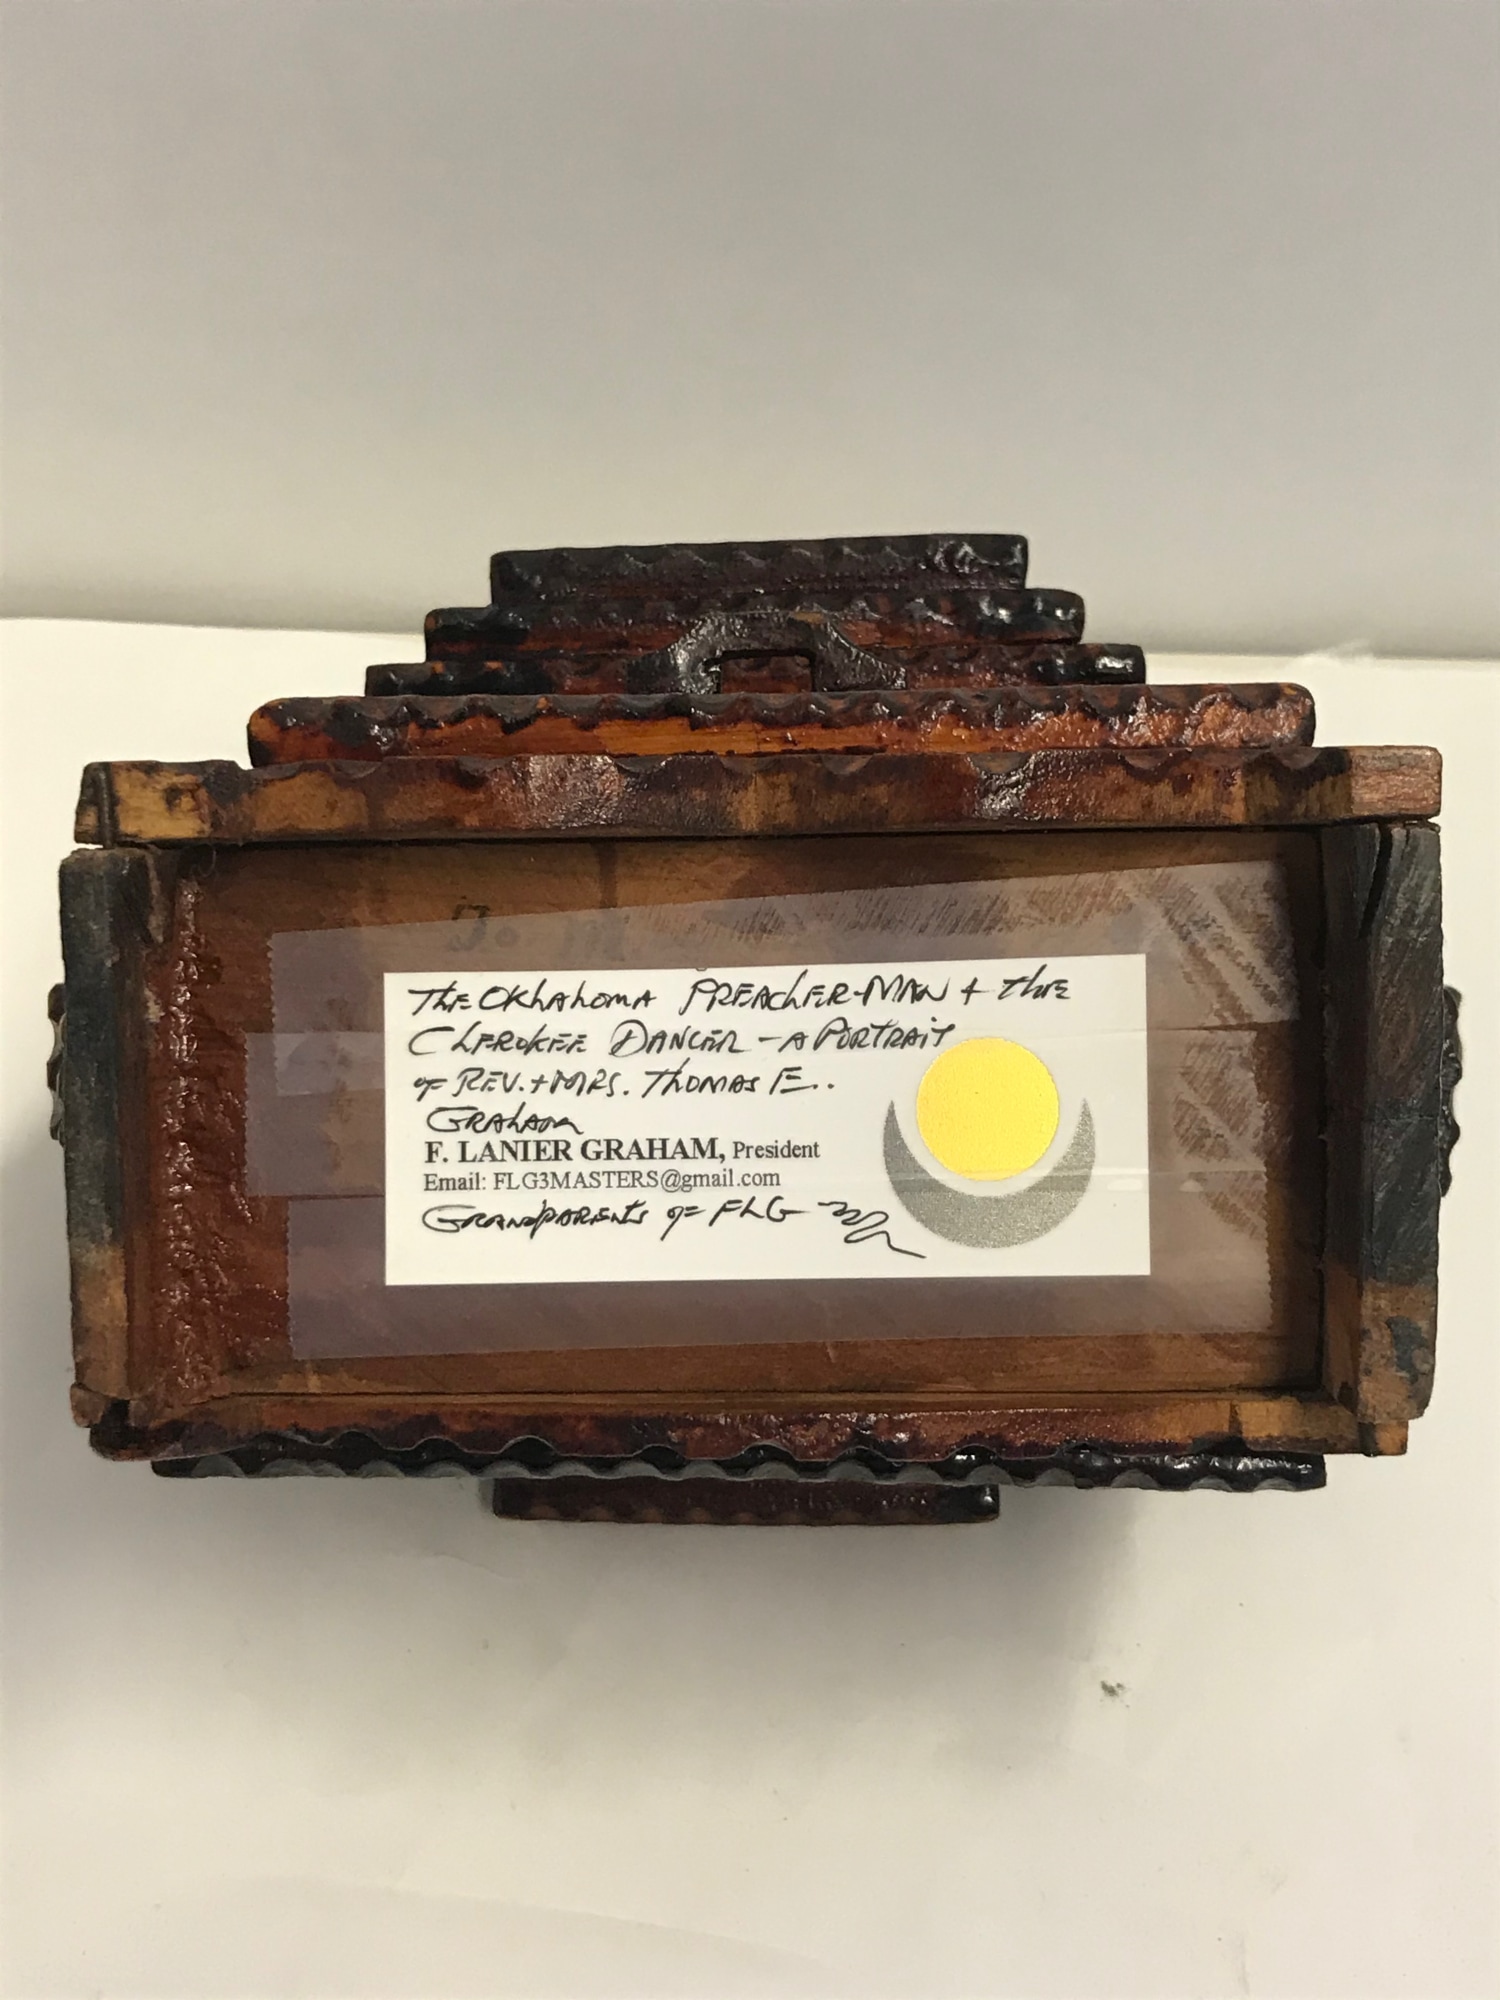 J. M
The Oklahoma Preacher-Man + the
Cherokee Dancer - A Portrait
of Rev. + Mrs. Thomas E..
Graham
F. LANIER GRAHAM, President
Email: FLG3MASTERS@gmail.com
Grandparents of FLG